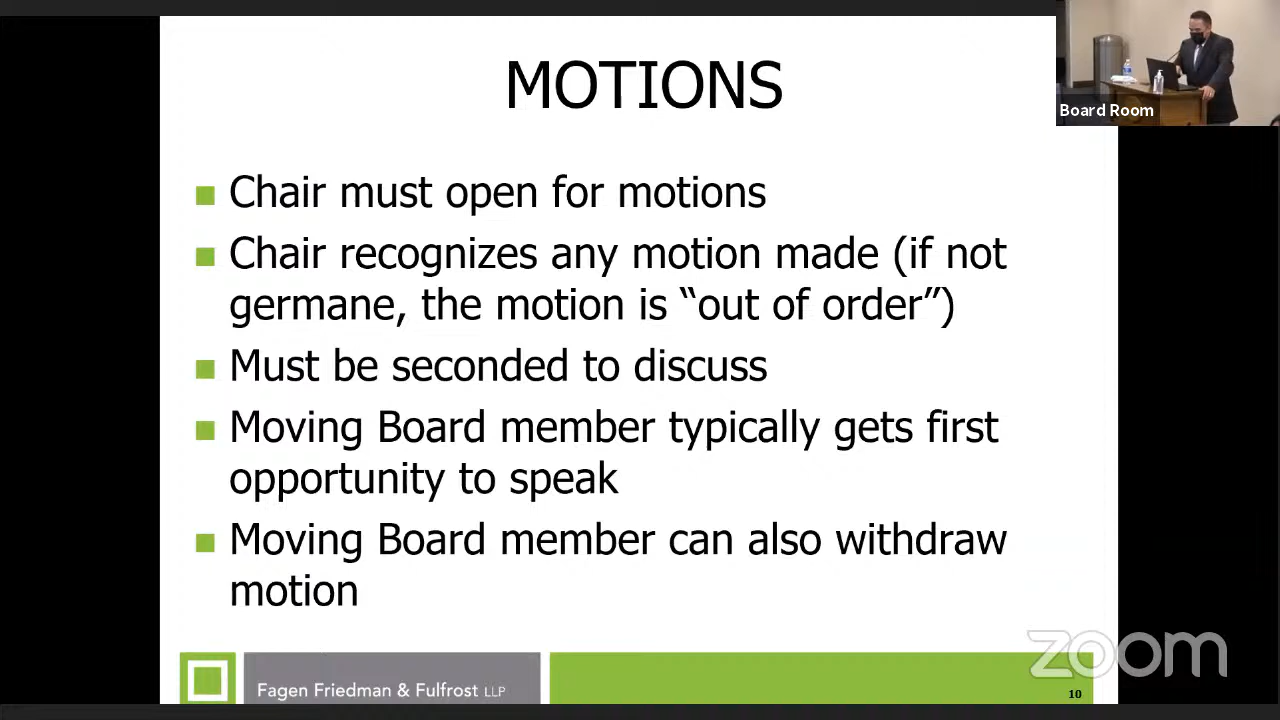 MOTIONS
Board Room
Chair must open for motions
Chair recognizes any motion made (if not
germane, the motion is “out of order”)
Must be seconded to discuss
Moving Board member typically gets first
opportunity to speak
Moving Board member can also withdraw
motion
zoom
Fagen Friedman & Fulfrost LLP
10